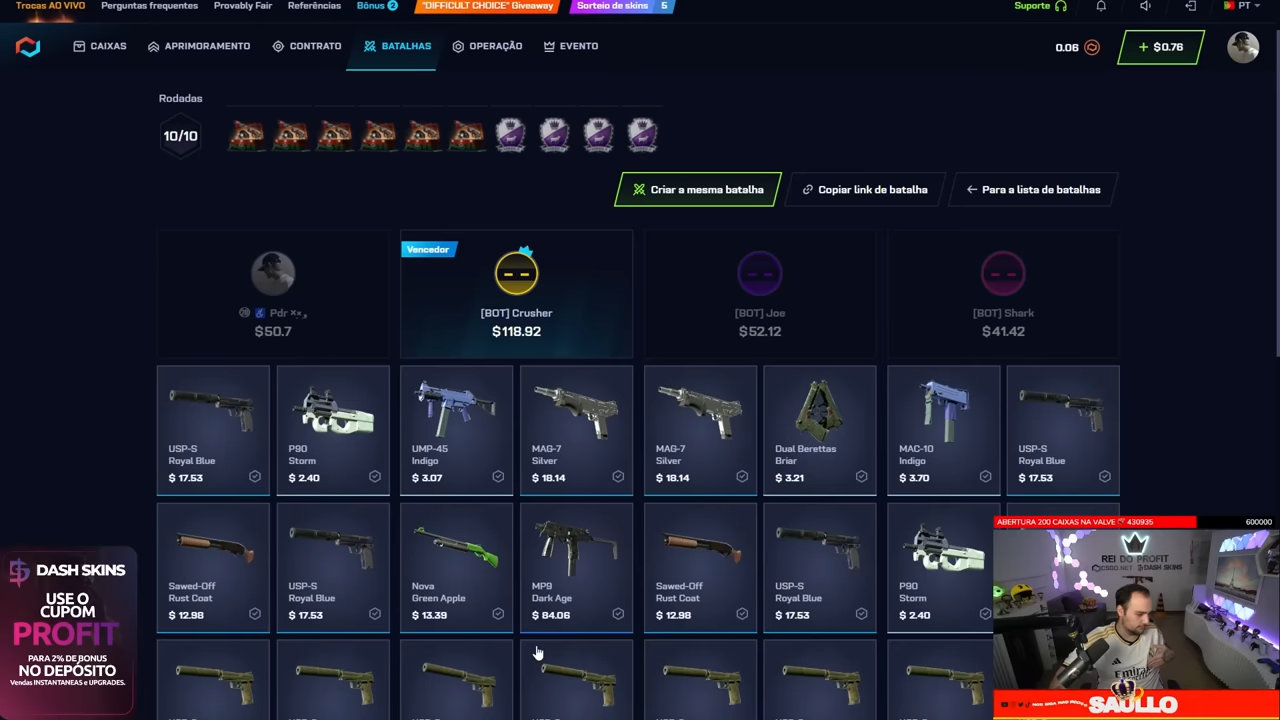 Trocas AO VIVO
Perguntas frequentes
Provably Fair
Referências
Bônus 2
"DIFFICULT CHOICE" Giveaway
Sorteio de skins 5
Suporte
PT
CAIXAS
APRIMORAMENTO
CONTRATO
BATALHAS
OPERAÇÃO
EVENTO
0.06
+ $0.76
Rodadas
10/10
Criar a mesma batalha
Copiar link de batalha
Para a lista de batalhas
Vencedor
Pdr
$50.7
[BOT] Crusher
$118.92
[BOT] Joe
$52.12
[BOT] Shark
$41.42
USP-S
Royal Blue
$ 17.53
P90
Storm
$ 2.40
UMP-45
Indigo
$ 3.07
MAG-7
Silver
$ 18.14
MAG-7
Silver
$ 18.14
Dual Berettas
Briar
$ 3.21
MAC-10
Indigo
$ 3.70
USP-S
Royal Blue
$ 17.53
Sawed-Off
Rust Coat
$ 12.98
USP-S
Royal Blue
$ 17.53
Nova
Green Apple
$ 13.39
MP9
Dark Age
$ 84.06
Sawed-Off
Rust Coat
$ 12.98
USP-S
Royal Blue
$ 17.53
P90
Storm
$ 2.40
DASH SKINS
USE O
CUPOM
PROFIT
PARA 2% DE BONUS
NO DEPÓSITO
Vendas INSTANTANEAS e UPGRADES.
ABERTURA 200 CAIXAS NA VALVE
430935
600000
REI DO PROFIT
CSGO.NET
DASH SKINS
SAULLO